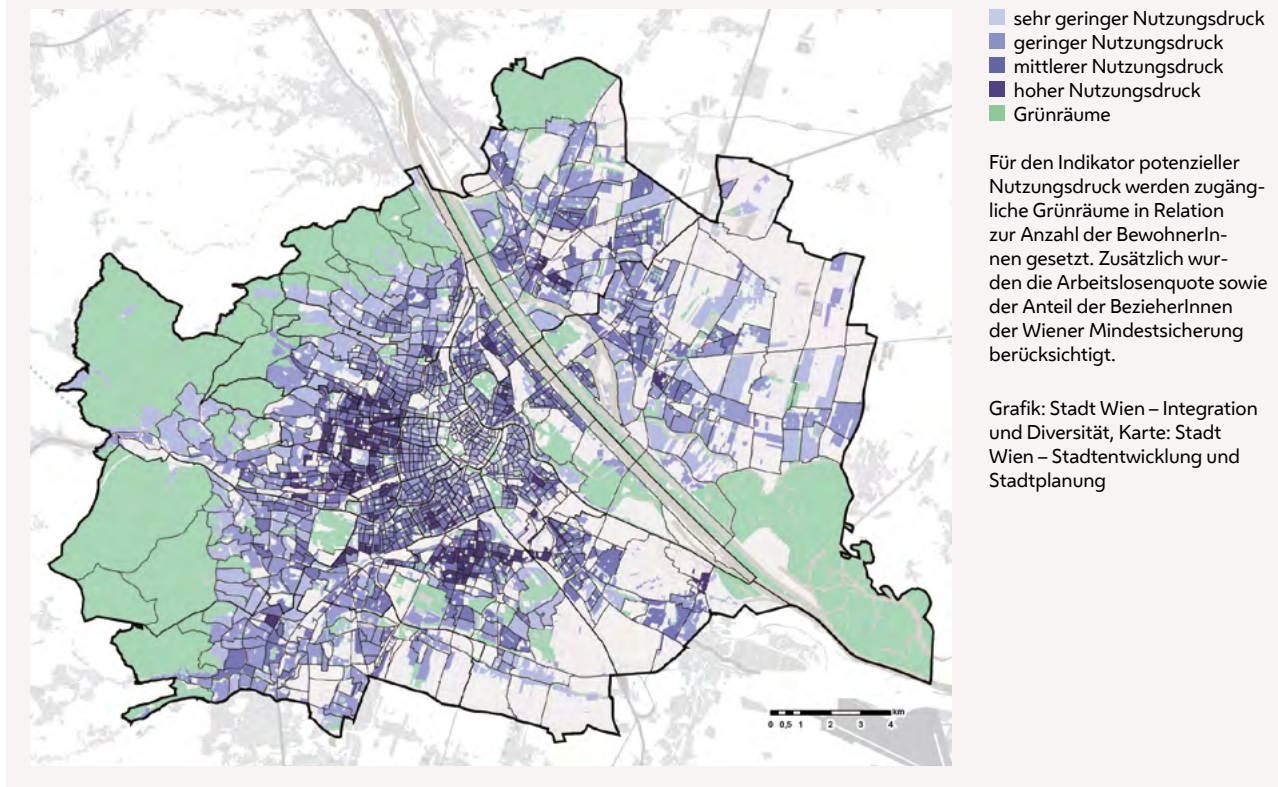 sehr geringer Nutzungsdruck
geringer Nutzungsdruck
mittlerer Nutzungsdruck
hoher Nutzungsdruck
Grünräume
Für den Indikator potenzieller
Nutzungsdruck werden zugäng-
liche Grünräume in Relation
zur Anzahl der BewohnerIn-
nen gesetzt. Zusätzlich wur-
den die Arbeitslosenquote sowie
der Anteil der BezieherInnen
der Wiener Mindestsicherung
berücksichtigt.
Grafik: Stadt Wien – Integration
und Diversität, Karte: Stadt
Wien – Stadtentwicklung und
Stadtplanung
km
0 0,5 1 2 3 4